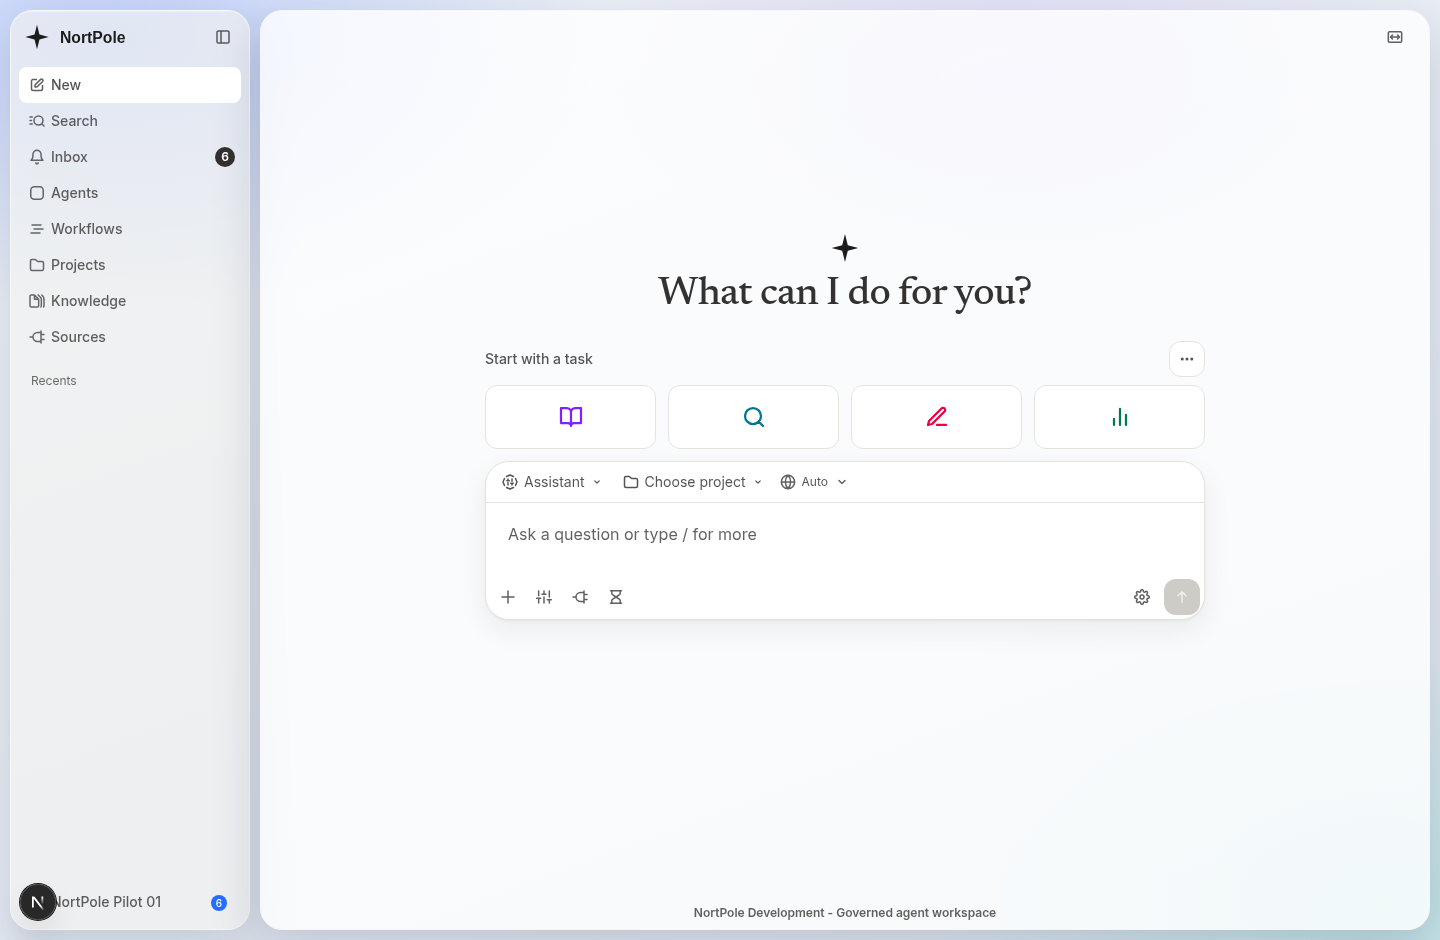 NortPole
New
Search
Inbox 6
Agents
Workflows
Projects
Knowledge
Sources
Recents
What can I do for you?
Start with a task
Assistant Choose project Auto
Ask a question or type / for more
N NortPole Pilot 01 6
NortPole Development - Governed agent workspace